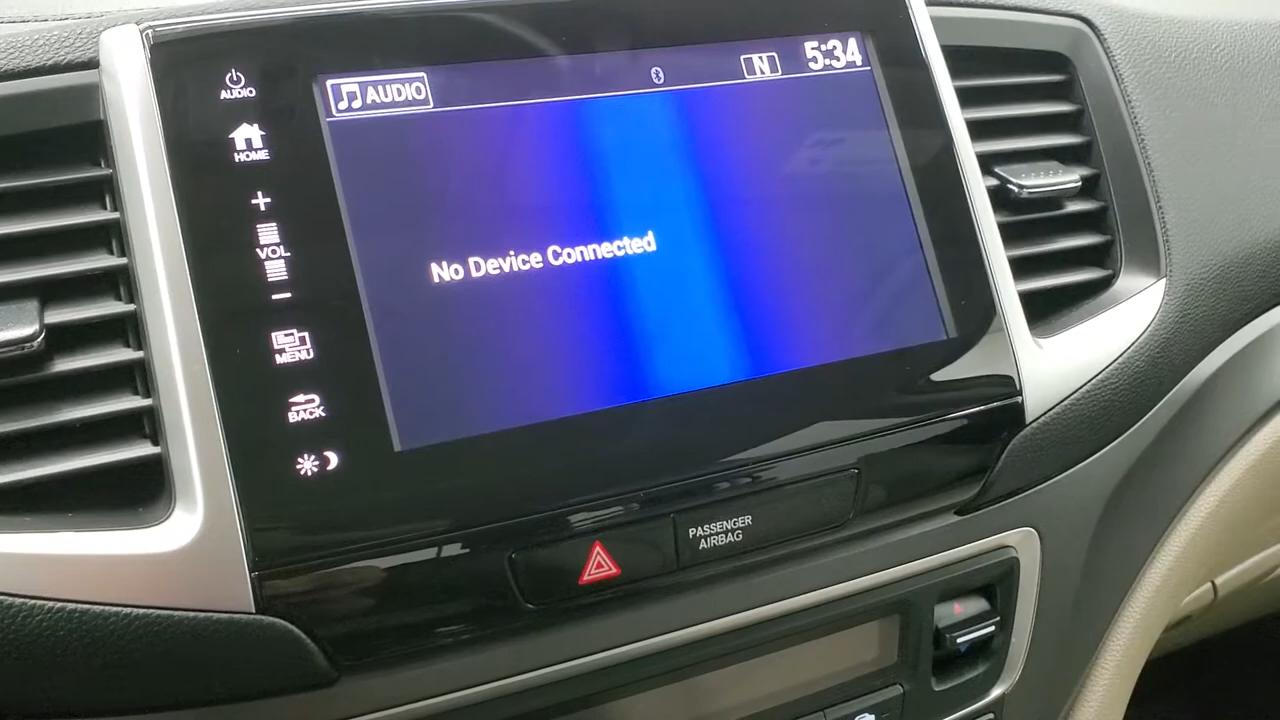 AUDIO
N
5:34
AUDIO
HOME
+
VOL
−
MENU
BACK
No Device Connected
PASSENGER
AIRBAG